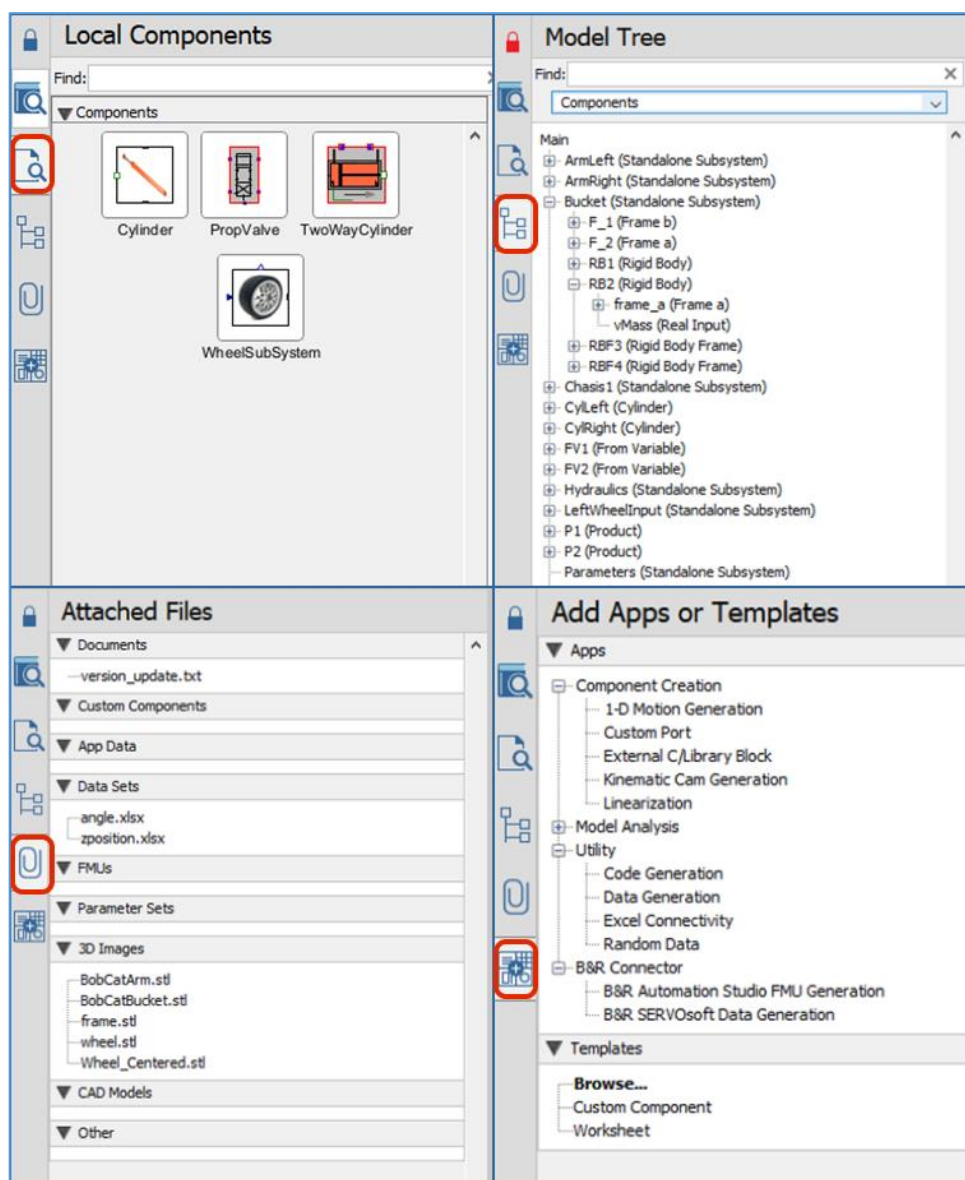 Local Components
Find:
Components
Cylinder
PropValve
TwoWayCylinder
WheelSubSystem
Model Tree
Find:
Components
Main
ArmLeft (Standalone Subsystem)
ArmRight (Standalone Subsystem)
Bucket (Standalone Subsystem)
F_1 (Frame b)
F_2 (Frame a)
RB1 (Rigid Body)
RB2 (Rigid Body)
frame_a (Frame a)
vMass (Real Input)
RBF3 (Rigid Body Frame)
RBF4 (Rigid Body Frame)
Chasis1 (Standalone Subsystem)
CylLeft (Cylinder)
CylRight (Cylinder)
FV1 (From Variable)
FV2 (From Variable)
Hydraulics (Standalone Subsystem)
LeftWheelInput (Standalone Subsystem)
P1 (Product)
P2 (Product)
Parameters (Standalone Subsystem)
Attached Files
Documents
version_update.txt
Custom Components
App Data
Data Sets
angle.xlsx
zposition.xlsx
FMUs
Parameter Sets
3D Images
BobCatArm.stl
BobCatBucket.stl
frame.stl
wheel.stl
Wheel_Centered.stl
CAD Models
Other
Add Apps or Templates
Apps
Component Creation
1-D Motion Generation
Custom Port
External C/Library Block
Kinematic Cam Generation
Linearization
Model Analysis
Utility
Code Generation
Data Generation
Excel Connectivity
Random Data
B&R Connector
B&R Automation Studio FMU Generation
B&R SERVOsoft Data Generation
Templates
Browse...
Custom Component
Worksheet